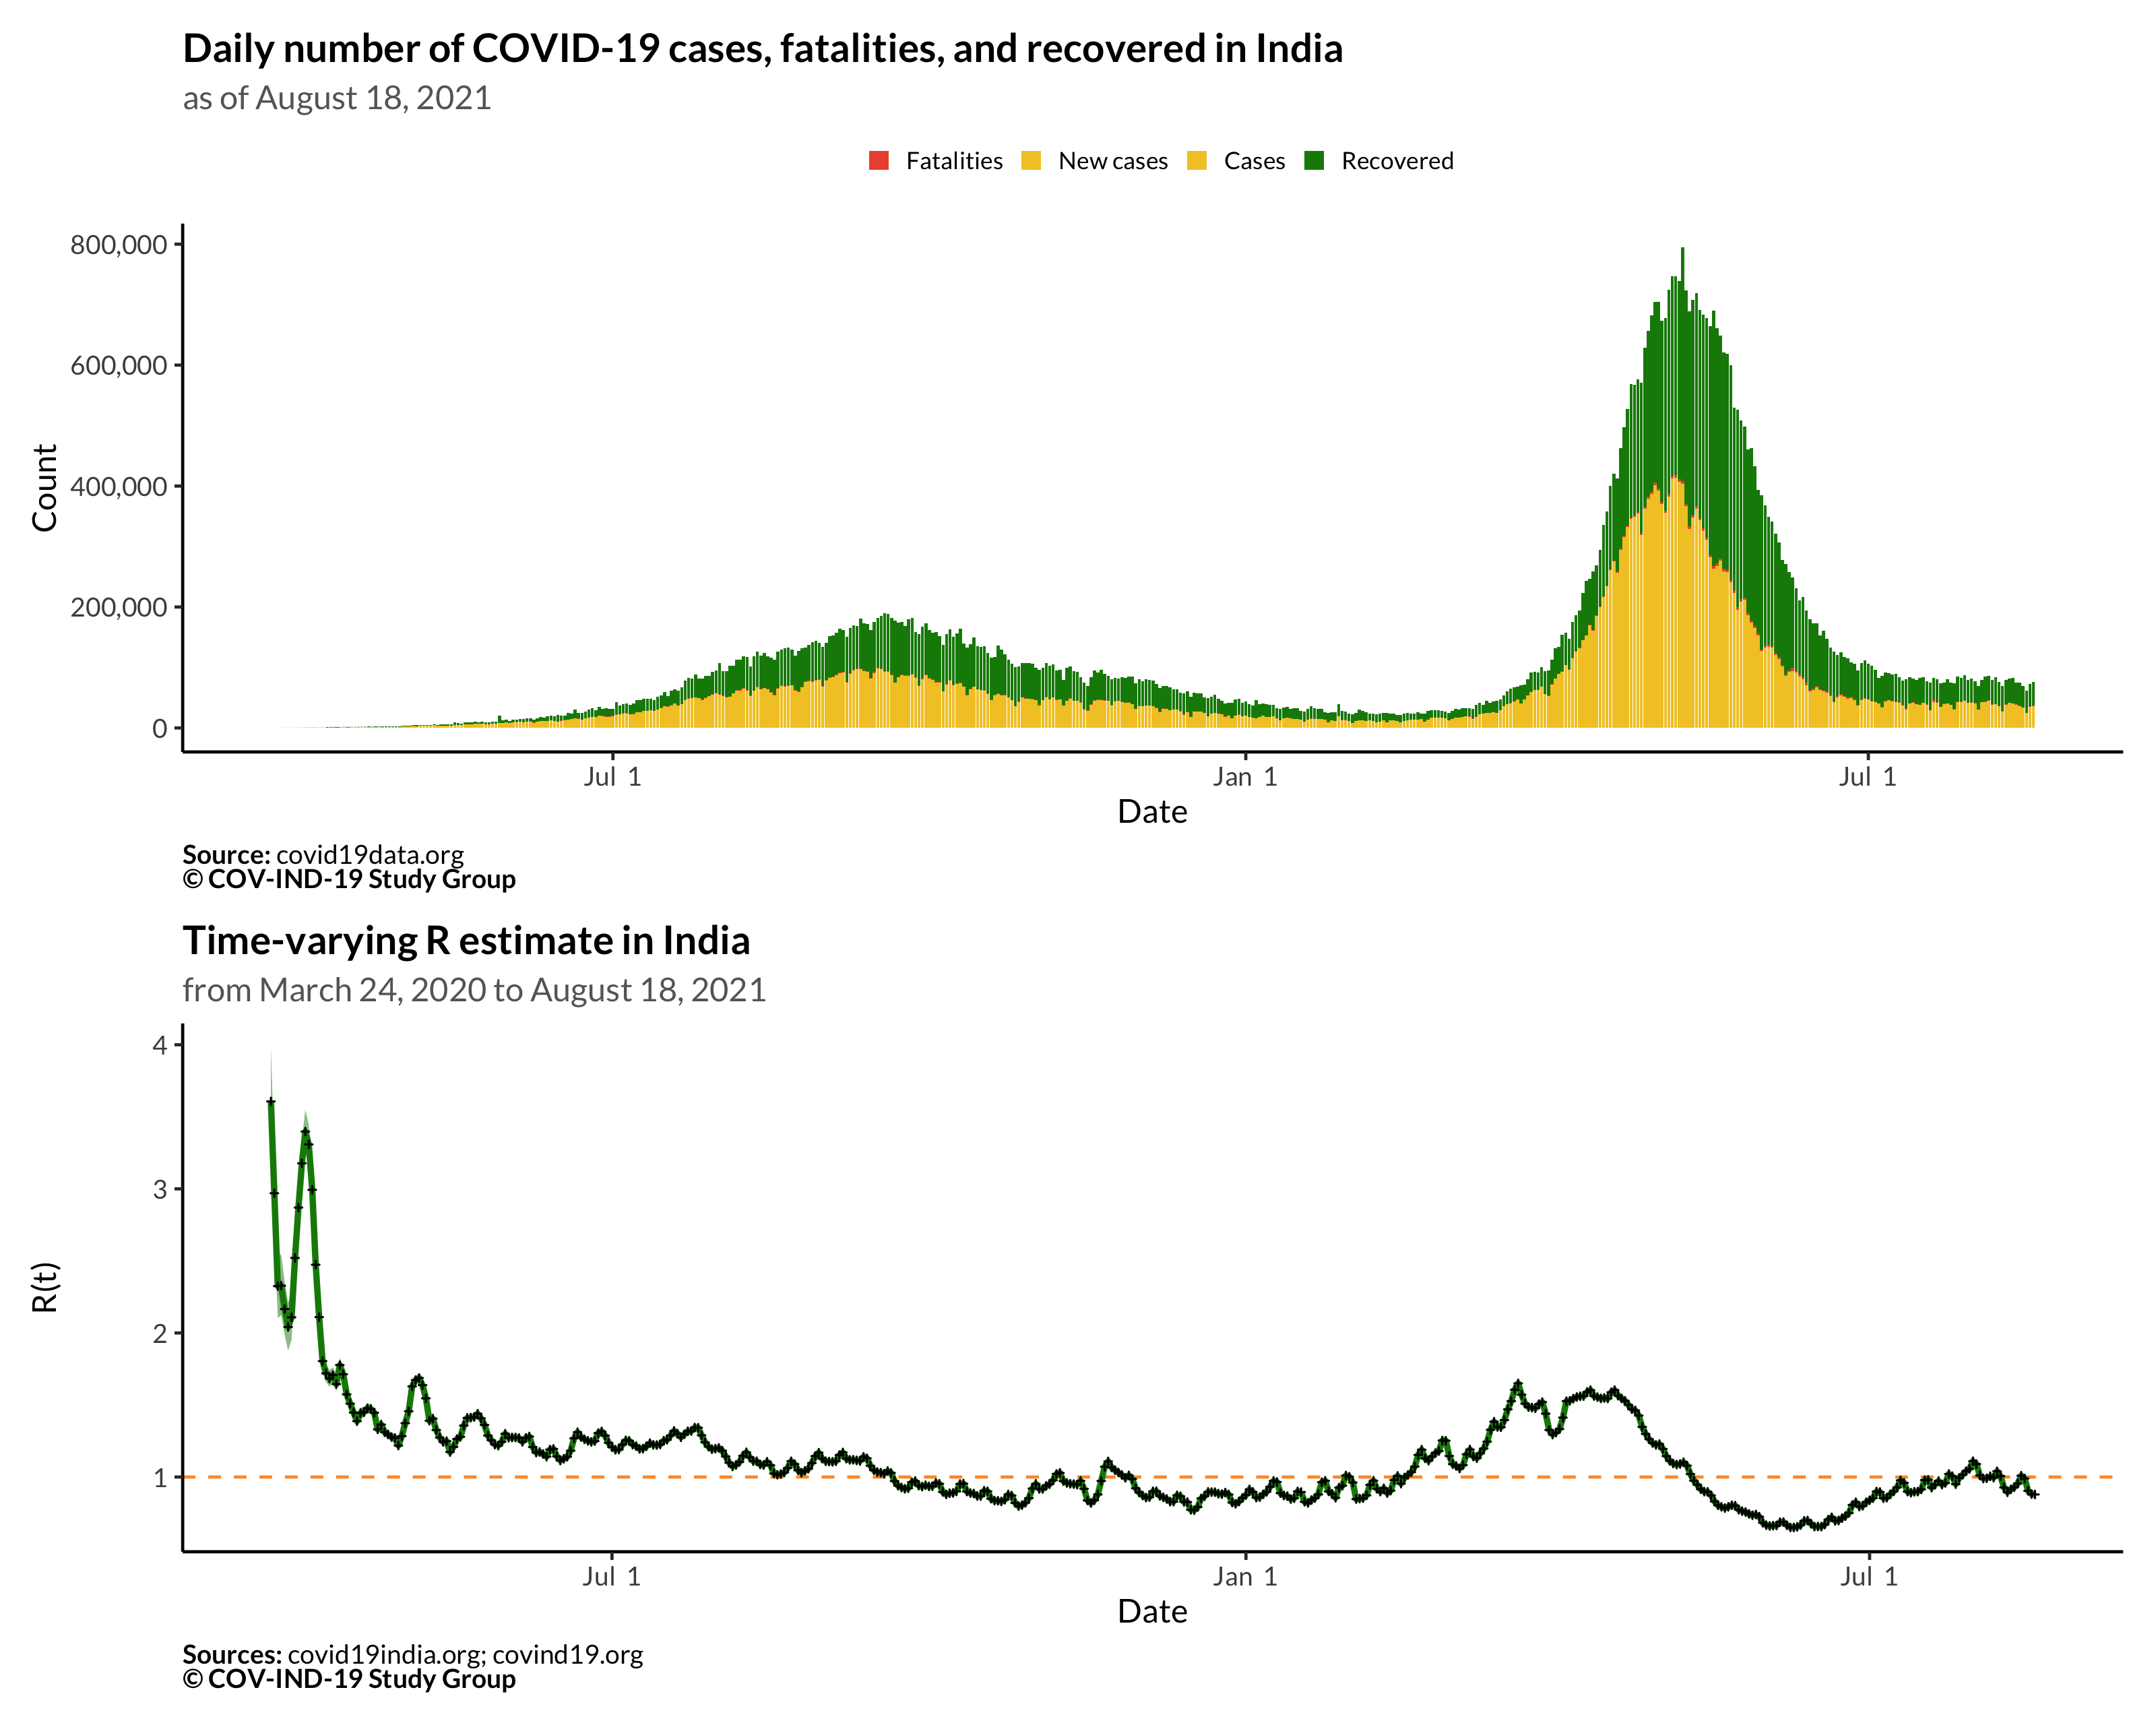 Daily number of COVID-19 cases, fatalities, and recovered in India
as of August 18, 2021
Fatalities New cases Cases Recovered
800,000
600,000
400,000
200,000
0
Count
Jul 1 Jan 1 Jul 1
Date
Source: covid19data.org
© COV-IND-19 Study Group
Time-varying R estimate in India
from March 24, 2020 to August 18, 2021
4
3
2
1
R(t)
Jul 1 Jan 1 Jul 1
Date
Sources: covid19india.org; covind19.org
© COV-IND-19 Study Group